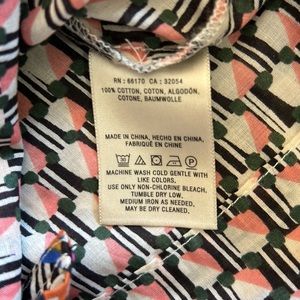 RN : 66170 CA : 32054
100% COTTON, COTON, ALGODÓN,
COTONE, BAUMWOLLE
MADE IN CHINA, HECHO EN CHINA,
FABRIQUÉ EN CHINE
MACHINE WASH COLD GENTLE WITH
LIKE COLORS,
USE ONLY NON-CHLORINE BLEACH,
TUMBLE DRY LOW,
MEDIUM IRON AS NEEDED,
MAY BE DRY CLEANED.